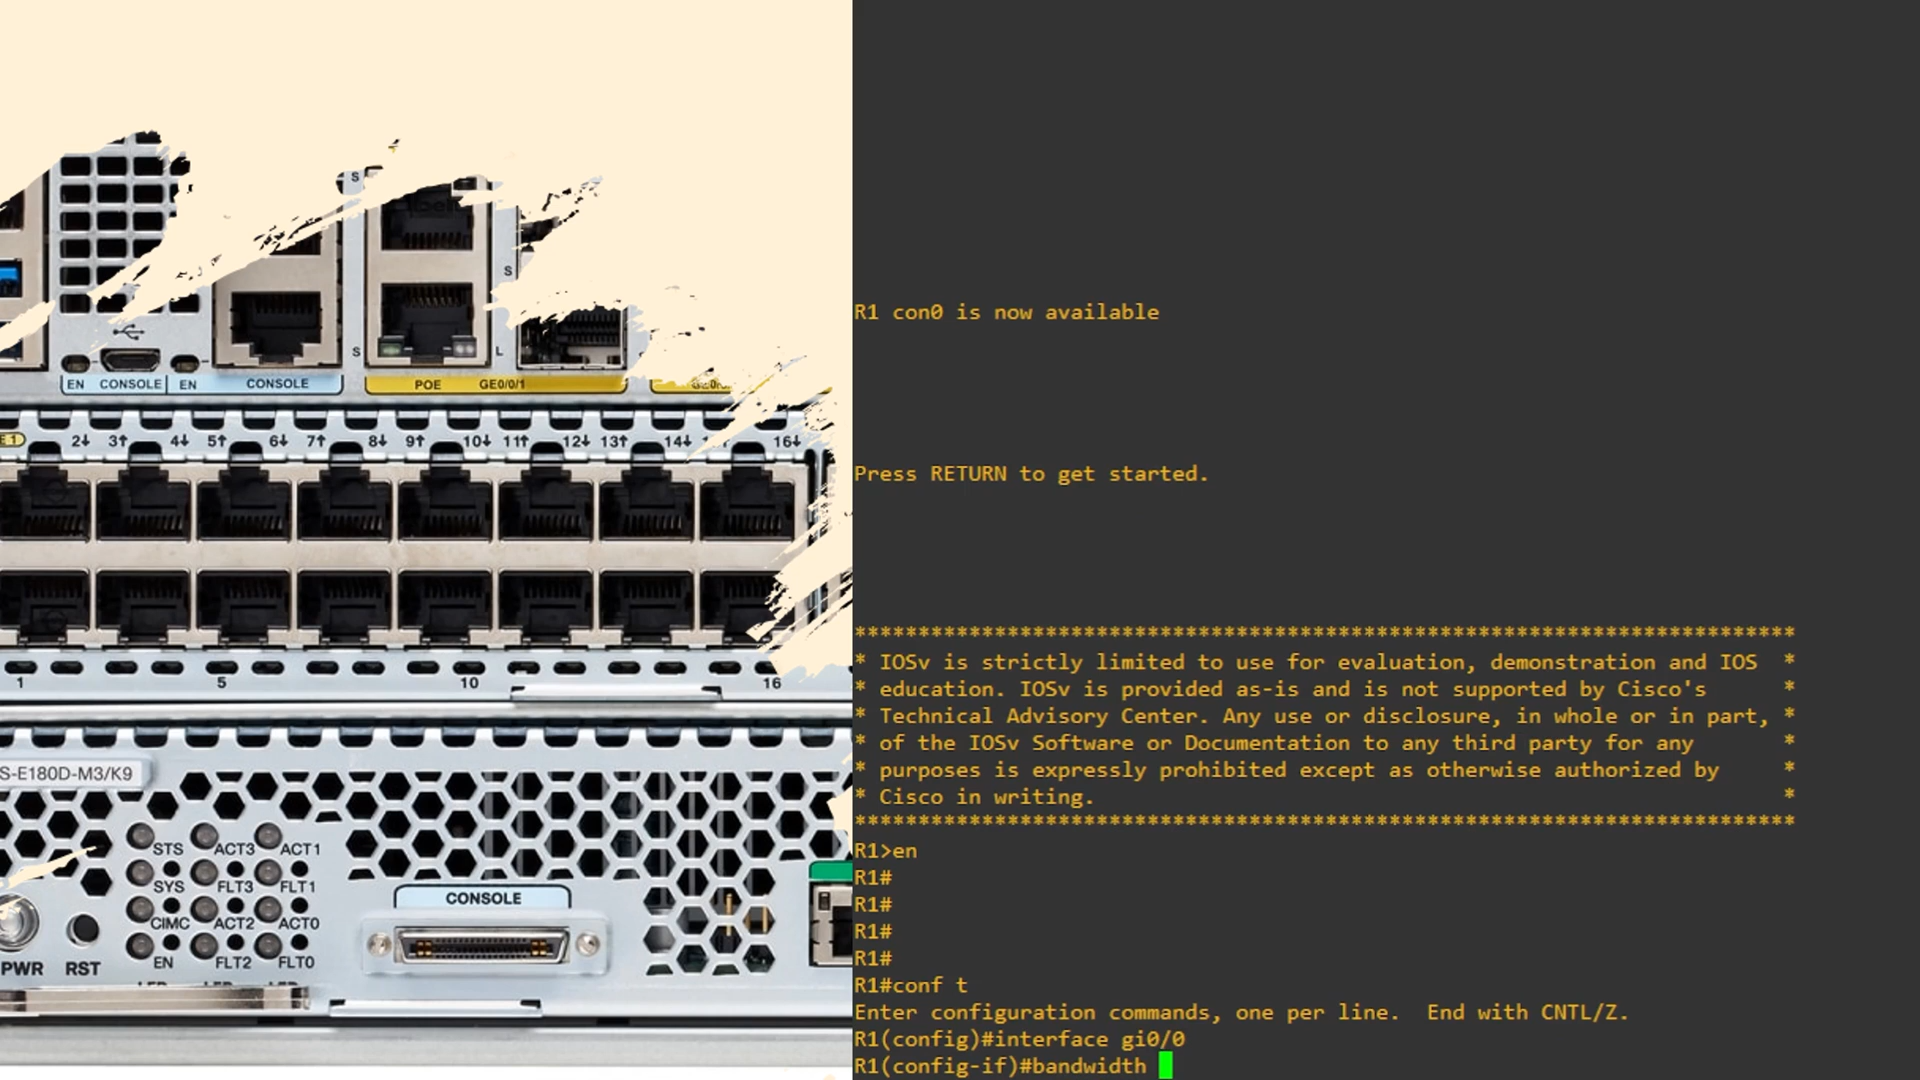 S
S
S
L
EN CONSOLE EN CONSOLE POE GE0/0/1
2↓ 3↑ 4↓ 5↑ 6↓ 7↑ 8↓ 9↑ 10↓ 11↑ 12↓ 13↑ 14↓ 16↓
1 5 10 16
S-E180D-M3/K9
STS ACT3 ACT1
SYS FLT3 FLT1
CIMC ACT2 ACT0
EN FLT2 FLT0
PWR RST
CONSOLE
R1 con0 is now available
Press RETURN to get started.
**************************************************************************
* IOSv is strictly limited to use for evaluation, demonstration and IOS  *
* education. IOSv is provided as-is and is not supported by Cisco's      *
* Technical Advisory Center. Any use or disclosure, in whole or in part, *
* of the IOSv Software or Documentation to any third party for any       *
* purposes is expressly prohibited except as otherwise authorized by     *
* Cisco in writing.                                                      *
**************************************************************************
R1>en
R1#
R1#
R1#
R1#
R1#conf t
Enter configuration commands, one per line.  End with CNTL/Z.
R1(config)#interface gi0/0
R1(config-if)#bandwidth